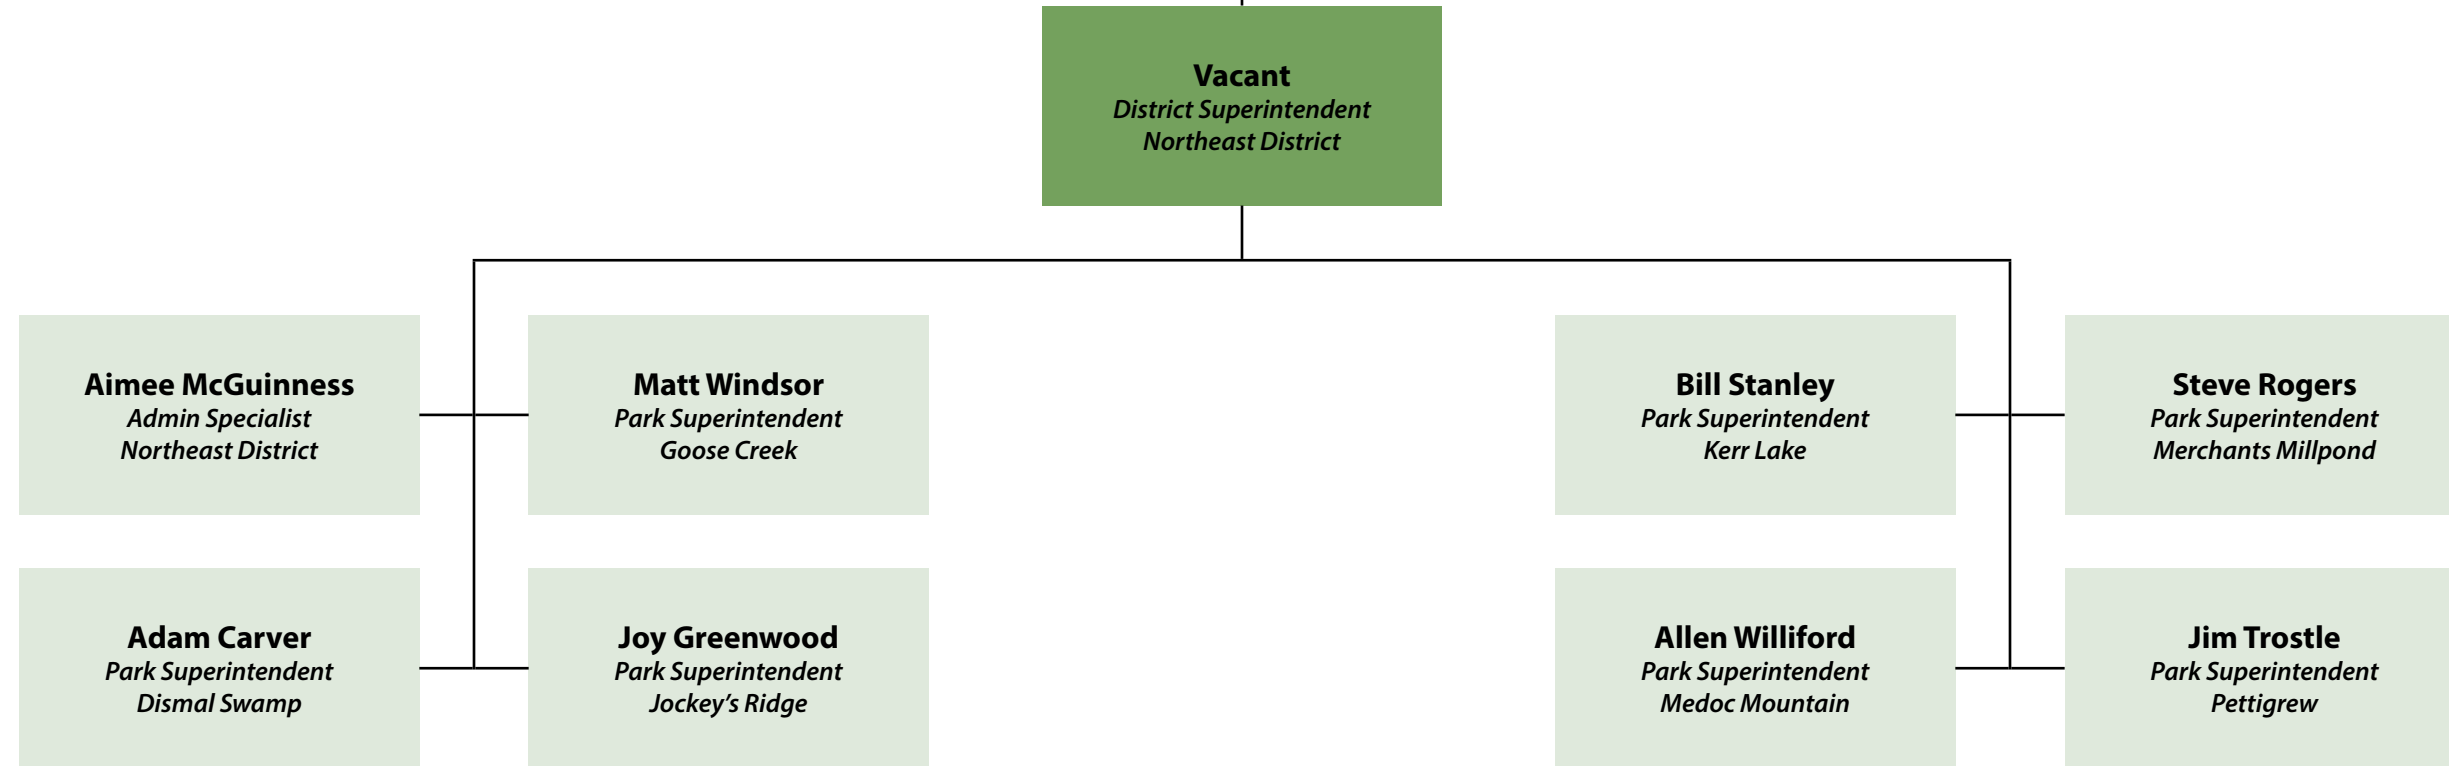 Vacant
District Superintendent
Northeast District
Aimee McGuinness
Admin Specialist
Northeast District
Matt Windsor
Park Superintendent
Goose Creek
Bill Stanley
Park Superintendent
Kerr Lake
Steve Rogers
Park Superintendent
Merchants Millpond
Adam Carver
Park Superintendent
Dismal Swamp
Joy Greenwood
Park Superintendent
Jockey’s Ridge
Allen Williford
Park Superintendent
Medoc Mountain
Jim Trostle
Park Superintendent
Pettigrew